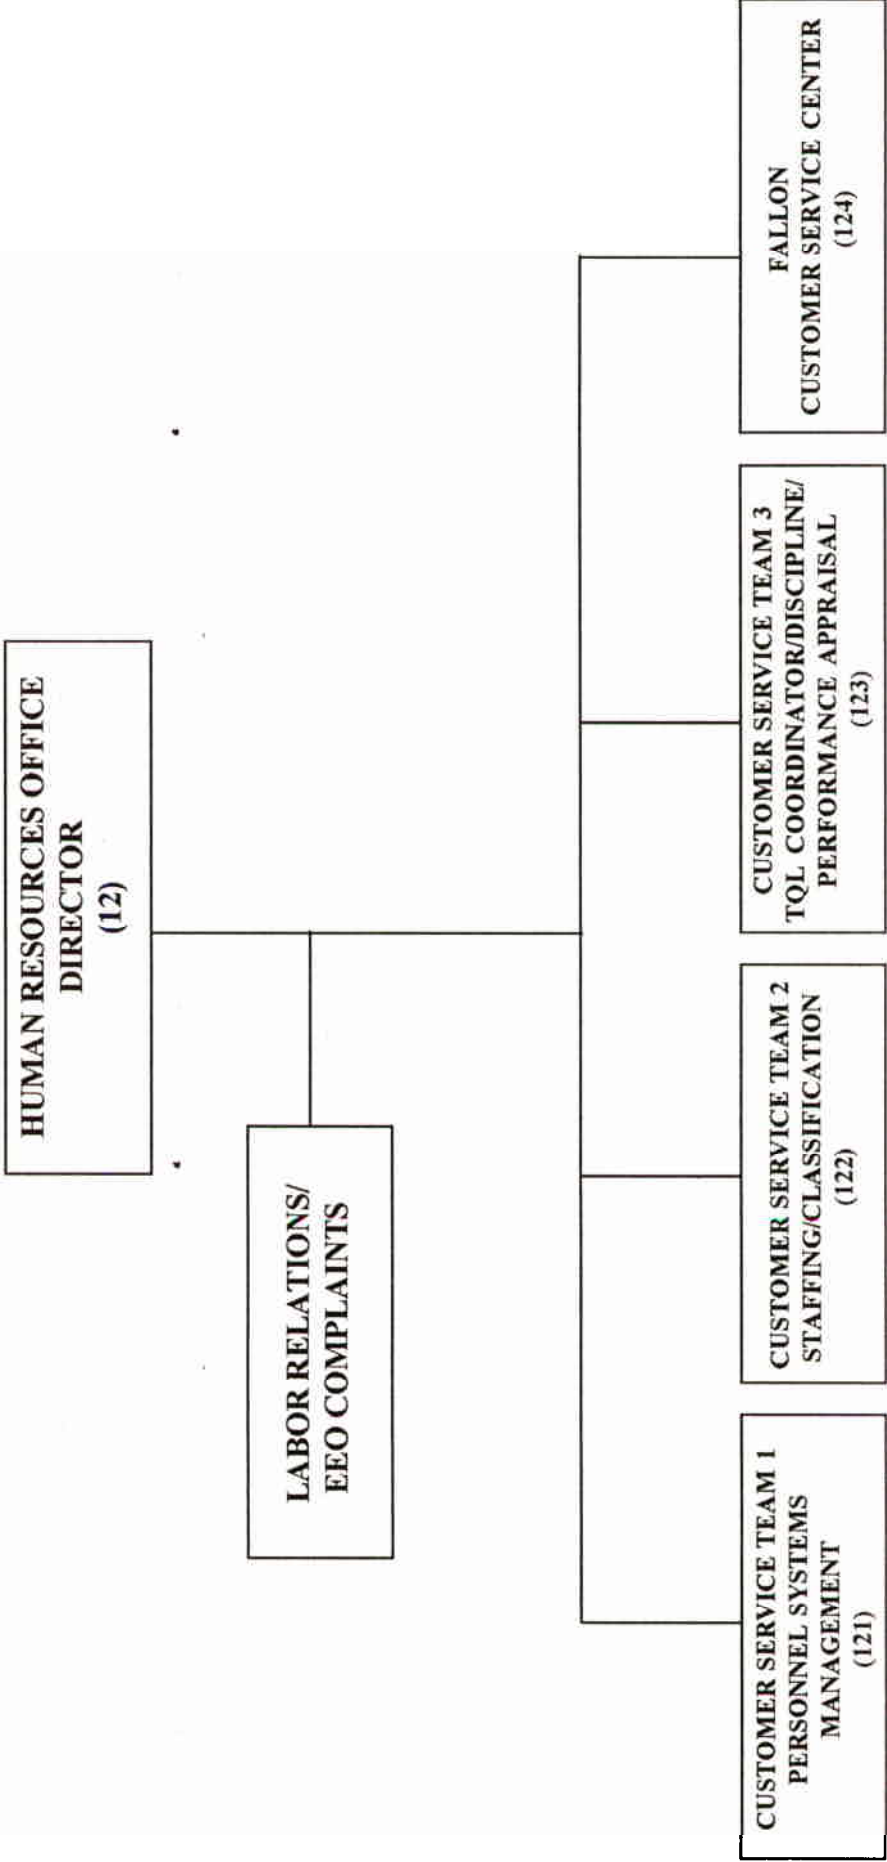 HUMAN RESOURCES OFFICE
DIRECTOR
(12)
LABOR RELATIONS/
EEO COMPLAINTS
CUSTOMER SERVICE TEAM 1
PERSONNEL SYSTEMS
MANAGEMENT
(121)
CUSTOMER SERVICE TEAM 2
STAFFING/CLASSIFICATION
(122)
CUSTOMER SERVICE TEAM 3
TQL COORDINATOR/DISCIPLINE/
PERFORMANCE APPRAISAL
(123)
FALLON
CUSTOMER SERVICE CENTER
(124)